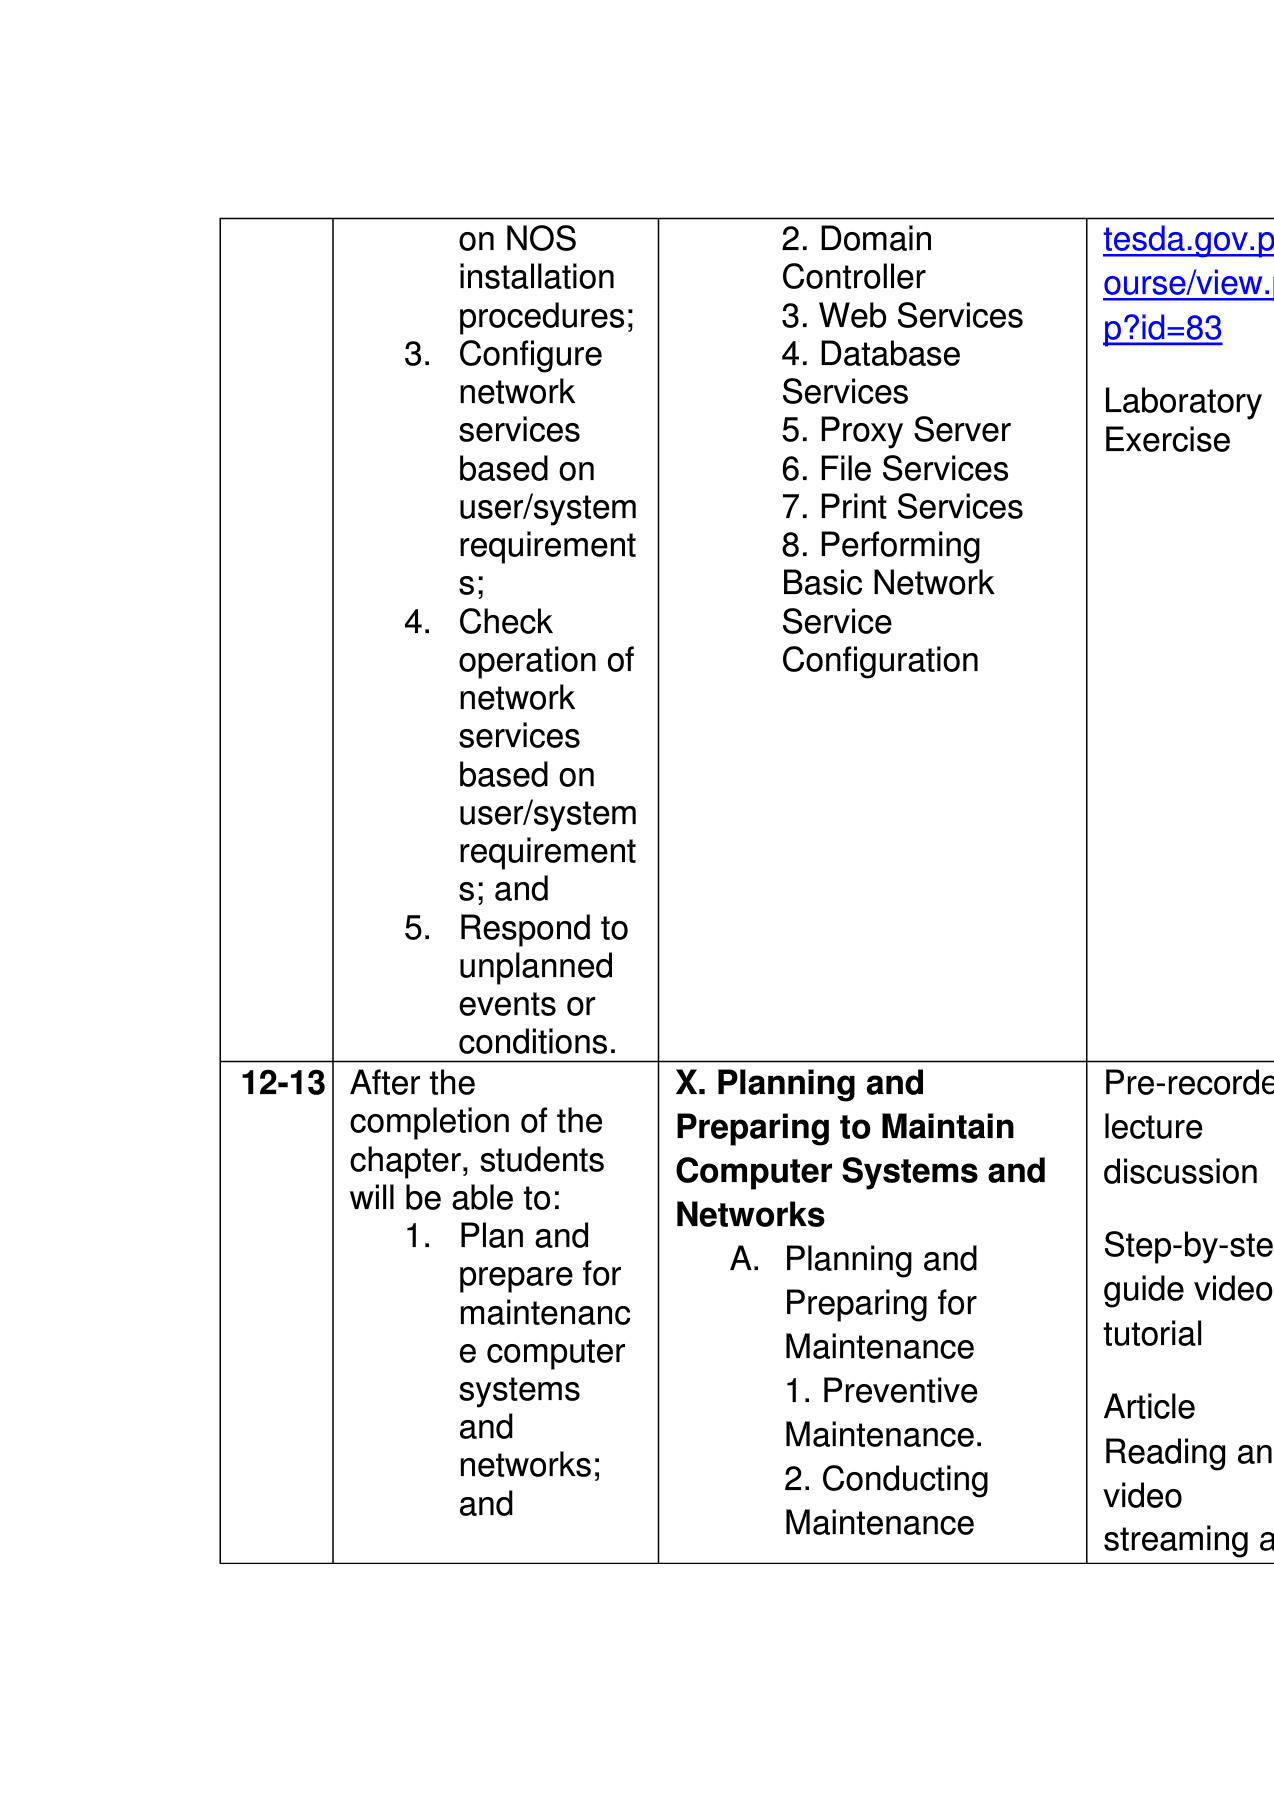 on NOS
installation
procedures;
3. Configure
network
services
based on
user/system
requirement
s;
4. Check
operation of
network
services
based on
user/system
requirement
s; and
5. Respond to
unplanned
events or
conditions.
2. Domain
Controller
3. Web Services
4. Database
Services
5. Proxy Server
6. File Services
7. Print Services
8. Performing
Basic Network
Service
Configuration
tesda.gov.p
ourse/view.
p?id=83
Laboratory
Exercise
12-13
After the
completion of the
chapter, students
will be able to:
1. Plan and
prepare for
maintenanc
e computer
systems
and
networks;
and
X. Planning and
Preparing to Maintain
Computer Systems and
Networks
A. Planning and
Preparing for
Maintenance
1. Preventive
Maintenance.
2. Conducting
Maintenance
Pre-recorde
lecture
discussion
Step-by-ste
guide video
tutorial
Article
Reading an
video
streaming a